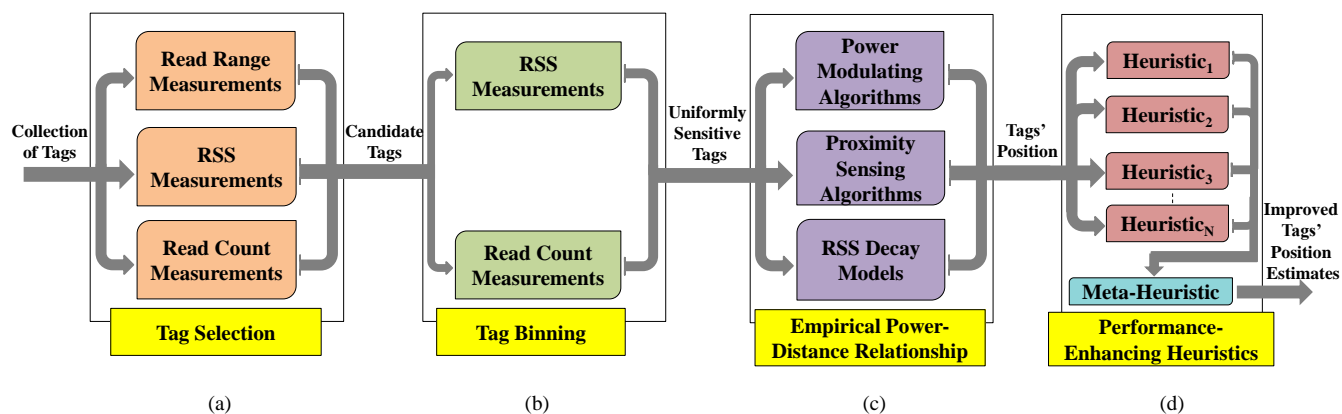 Collection
of Tags
Read Range
Measurements
RSS
Measurements
Read Count
Measurements
Tag Selection
Candidate
Tags
RSS
Measurements
Read Count
Measurements
Tag Binning
Uniformly
Sensitive
Tags
Power
Modulating
Algorithms
Proximity
Sensing
Algorithms
RSS Decay
Models
Empirical Power-
Distance Relationship
Tags'
Position
Heuristic₁
Heuristic₂
Heuristic₃
Heuristic_N
Meta-Heuristic
Performance-
Enhancing Heuristics
Improved
Tags'
Position
Estimates
(a)
(b)
(c)
(d)